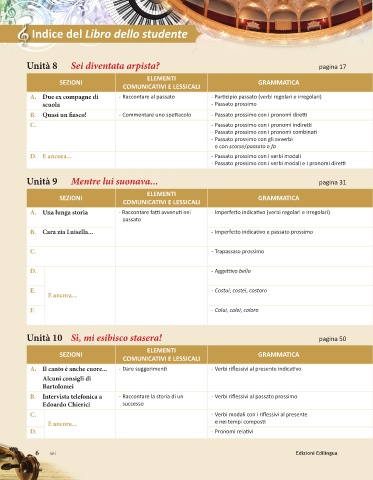 Indice del Libro dello studente
Unità 8 Sei diventata arpista? pagina 17
SEZIONI ELEMENTI COMUNICATIVI E LESSICALI GRAMMATICA
A. Due ex compagne di scuola - Raccontare al passato - Participio passato (verbi regolari e irregolari)
- Passato prossimo
B. Quasi un fiasco! - Commentare uno spettacolo - Passato prossimo con i pronomi diretti
C. - Passato prossimo con i pronomi indiretti
- Passato prossimo con i pronomi combinati
- Passato prossimo con gli avverbi
e con scorso/passato e fa
D. E ancora... - Passato prossimo con i verbi modali
- Passato prossimo con i verbi modali e i pronomi diretti
Unità 9 Mentre lui suonava... pagina 31
SEZIONI ELEMENTI COMUNICATIVI E LESSICALI GRAMMATICA
A. Una lunga storia - Raccontare fatti avvenuti nel passato - Imperfetto indicativo (verbi regolari e irregolari)
B. Cara zia Luisella... - Imperfetto indicativo e passato prossimo
C. - Trapassato prossimo
D. - Aggettivo bello
E. E ancora... - Costui, costei, costoro
F. - Colui, colei, coloro
Unità 10 Sì, mi esibisco stasera! pagina 50
SEZIONI ELEMENTI COMUNICATIVI E LESSICALI GRAMMATICA
A. Il canto è anche cuore... - Dare suggerimenti - Verbi riflessivi al presente indicativo
Alcuni consigli di
Bartolomei
B. Intervista telefonica a Edoardo Chierici - Raccontare la storia di un successo - Verbi riflessivi al passato prossimo
C. E ancora... - Verbi modali con i riflessivi al presente
e nei tempi composti
D. - Pronomi relativi
6 sei Edizioni Edilingua